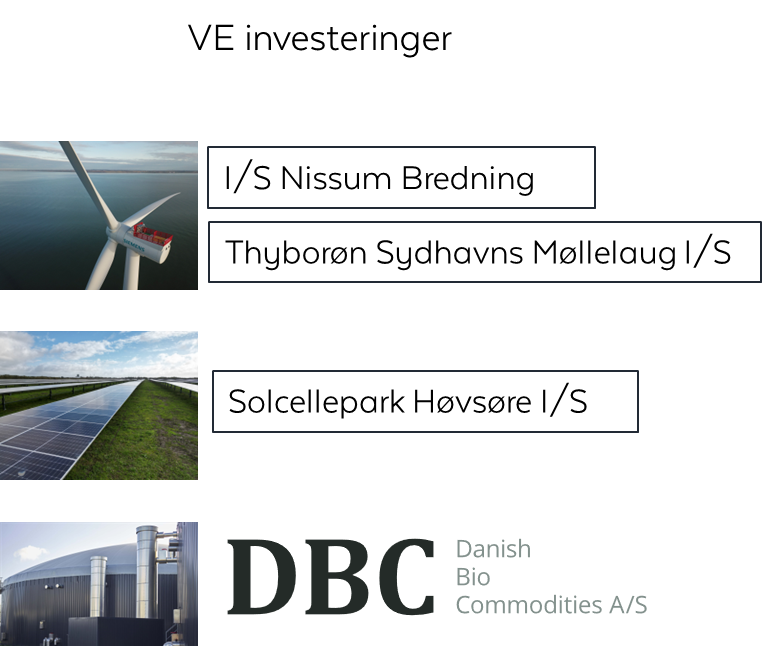 VE investeringer
I/S Nissum Bredning
Thyborøn Sydhavns Møllelaug I/S
Solcellepark Høvsøre I/S
DBC
Danish
Bio
Commodities A/S